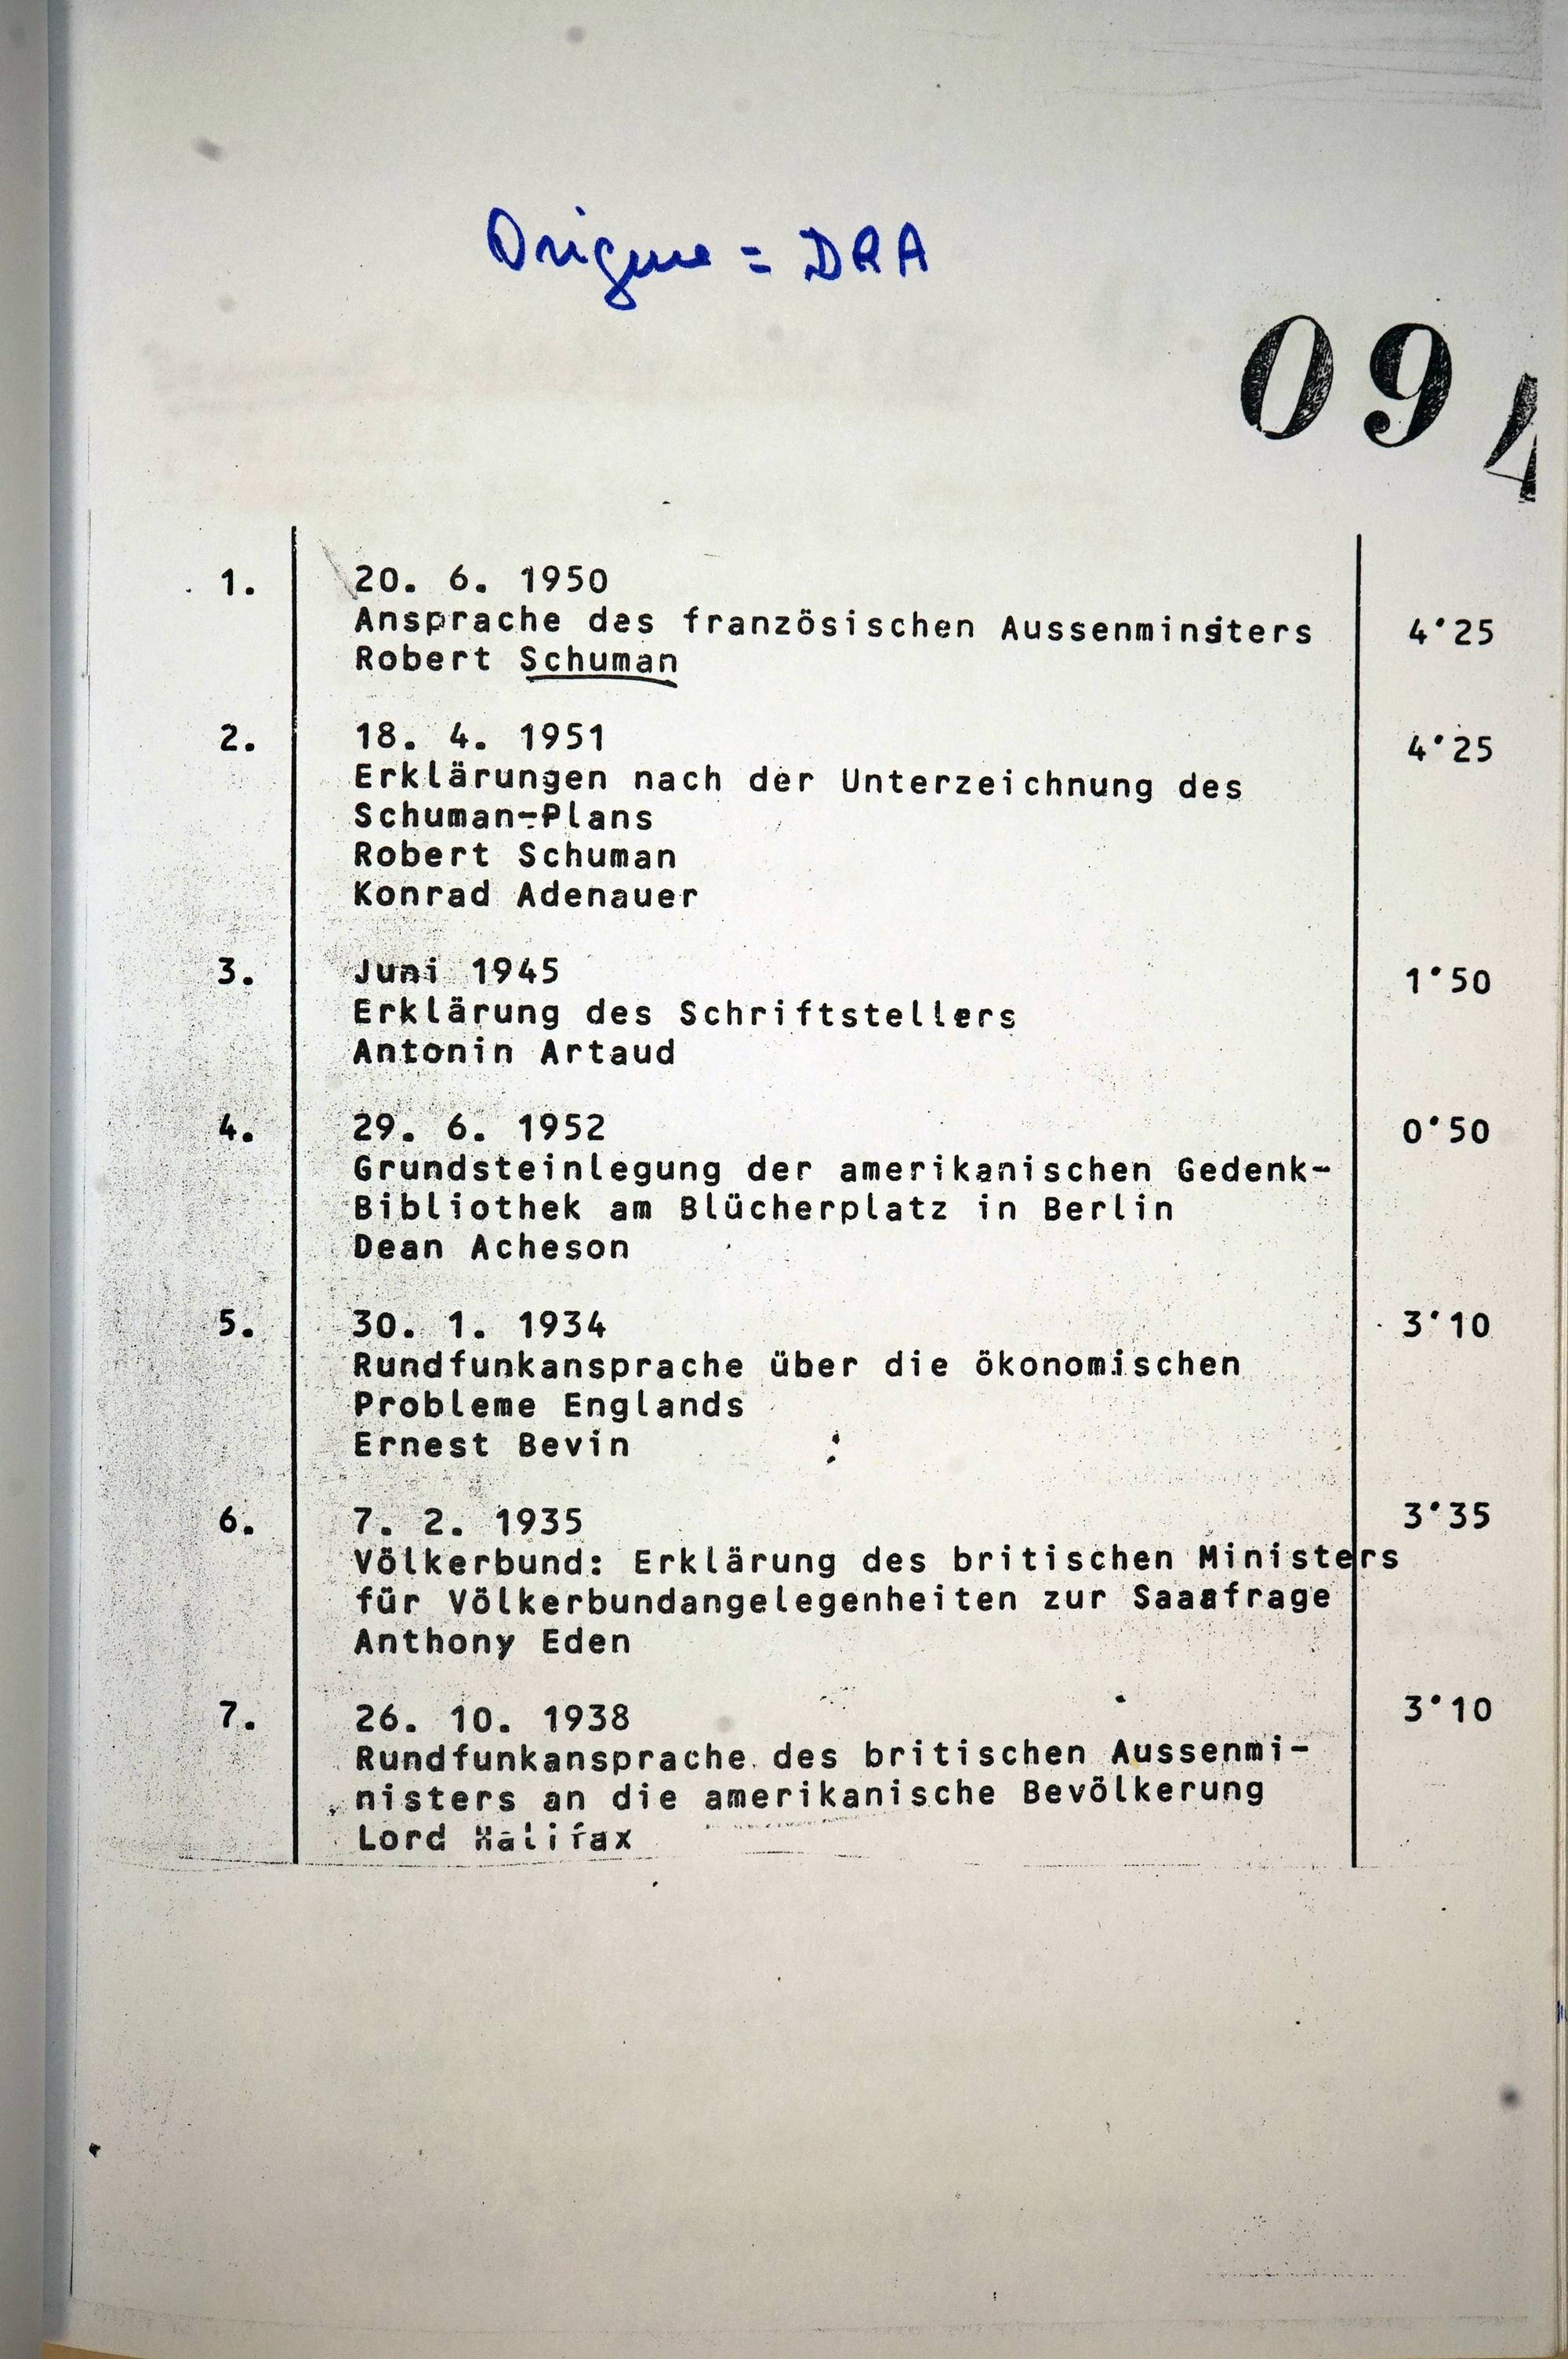 Origine = DRA
094
1. 20. 6. 1950
Ansprache des französischen Aussenminsters 4'25
Robert Schuman
2. 18. 4. 1951 4'25
Erklärungen nach der Unterzeichnung des
Schuman-Plans
Robert Schuman
Konrad Adenauer
3. Juni 1945 1'50
Erklärung des Schriftstellers
Antonin Artaud
4. 29. 6. 1952 0'50
Grundsteinlegung der amerikanischen Gedenk-
Bibliothek am Blücherplatz in Berlin
Dean Acheson
5. 30. 1. 1934 3'10
Rundfunkansprache über die ökonomischen
Probleme Englands
Ernest Bevin
6. 7. 2. 1935 3'35
Völkerbund: Erklärung des britischen Ministers
für Völkerbundangelegenheiten zur Saaafrage
Anthony Eden
7. 26. 10. 1938 3'10
Rundfunkansprache des britischen Aussenmi-
nisters an die amerikanische Bevölkerung
Lord Halifax